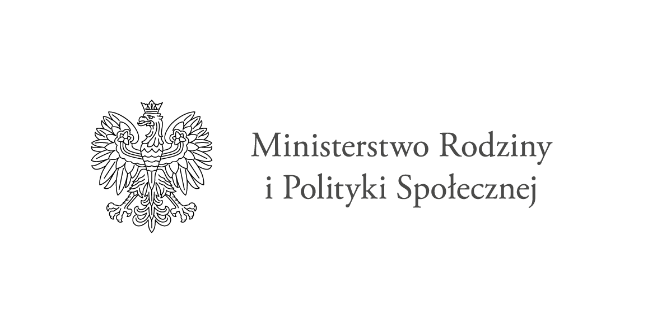 Ministerstwo Rodziny
i Polityki Społecznej